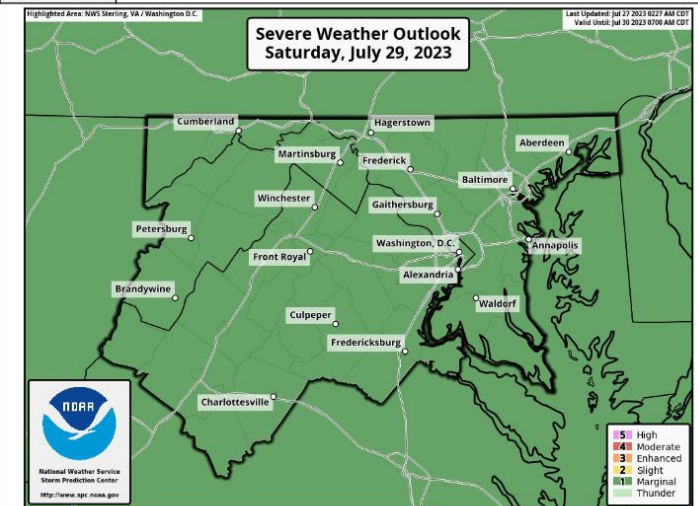 Highlighted Area: NWS Sterling, VA / Washington D.C.
Last Updated: Jul 27 2023 0227 AM CDT
Valid Until: Jul 30 2023 0700 AM CDT
Severe Weather Outlook
Saturday, July 29, 2023
Cumberland
Hagerstown
Aberdeen
Martinsburg
Frederick
Baltimore
Winchester
Gaithersburg
Petersburg
Washington, D.C.
Annapolis
Front Royal
Alexandria
Brandywine
Waldorf
Culpeper
Fredericksburg
Charlottesville
NOAA
National Weather Service
Storm Prediction Center
http://www.spc.noaa.gov
5 High
4 Moderate
3 Enhanced
2 Slight
1 Marginal
Thunder